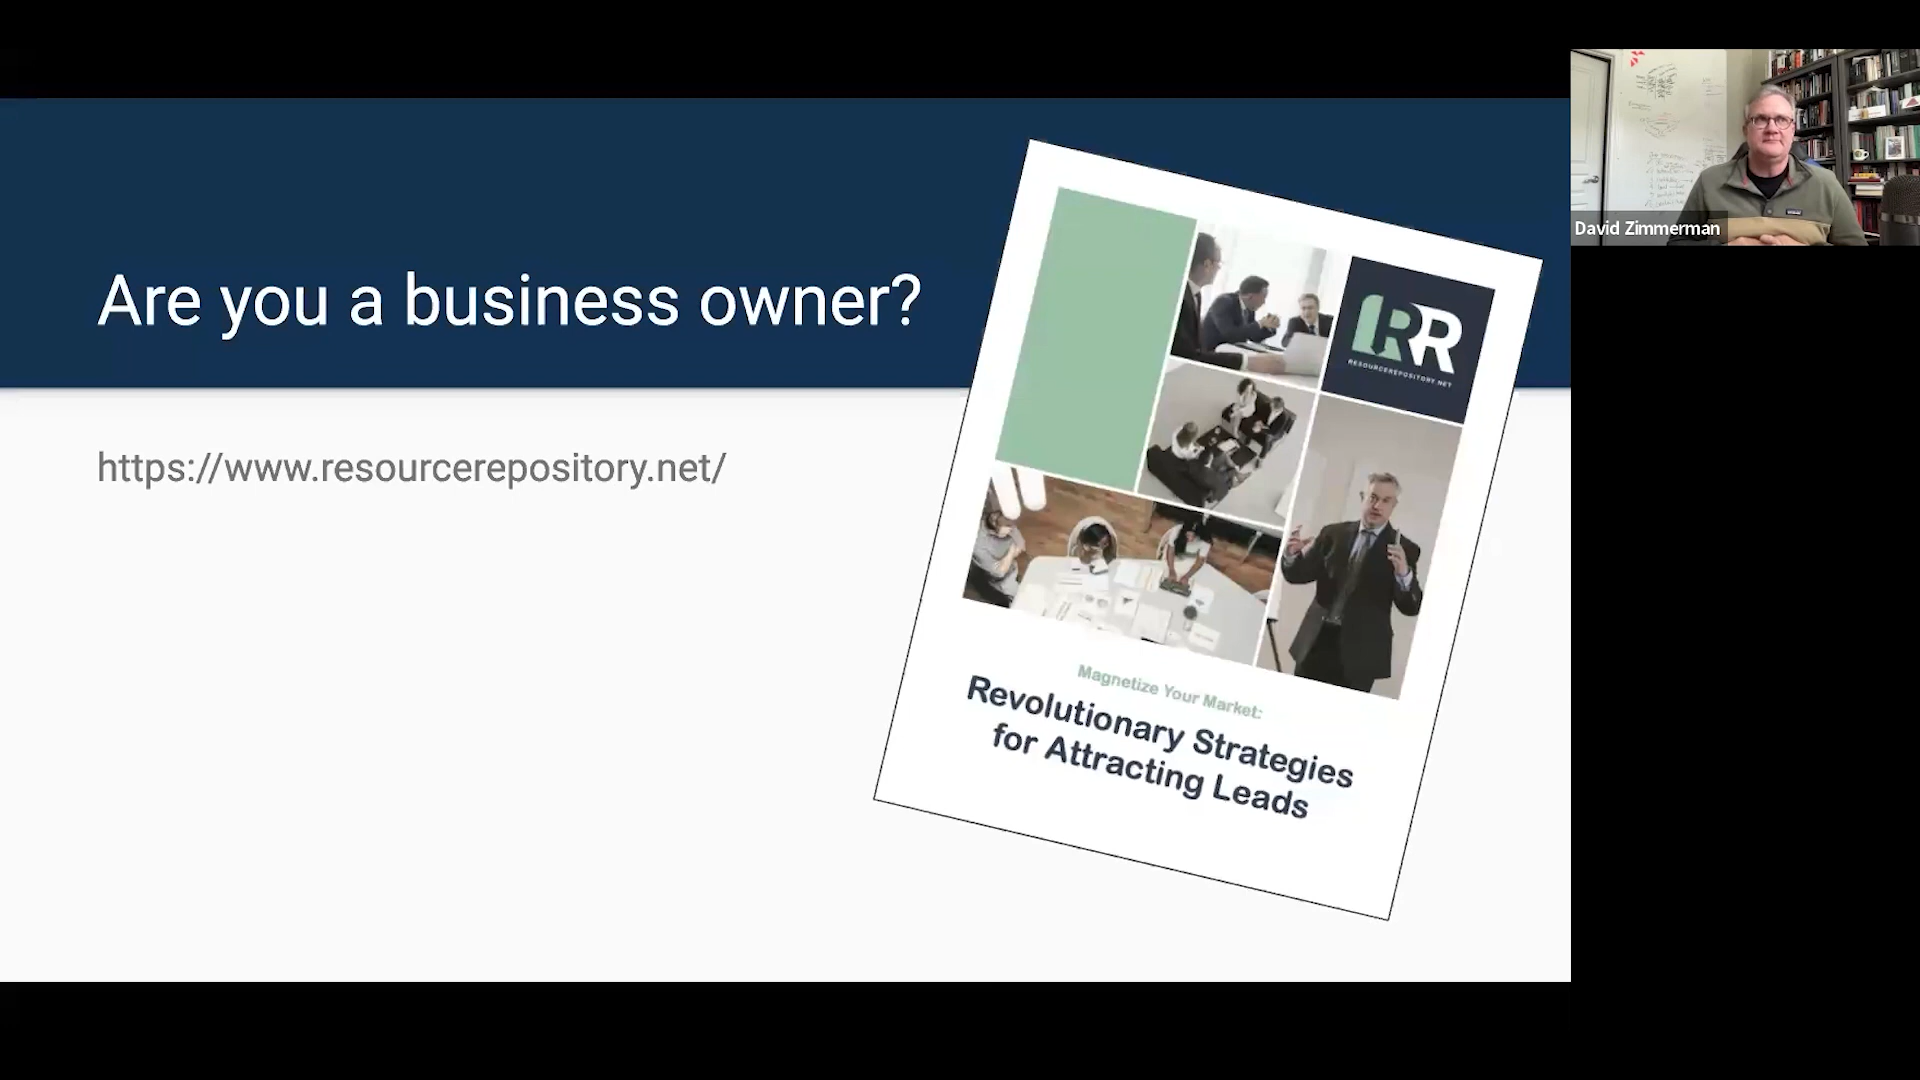 Are you a business owner?
https://www.resourcerepository.net/
RR
RESOURCEREPOSITORY.NET
Magnetize Your Market:
Revolutionary Strategies
for Attracting Leads
David Zimmerman